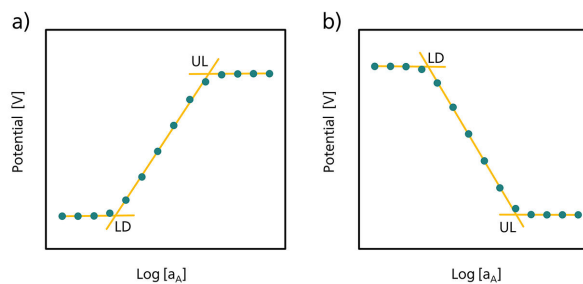 a)
UL
LD
Potential [V]
Log [aA]
b)
LD
UL
Potential [V]
Log [aA]